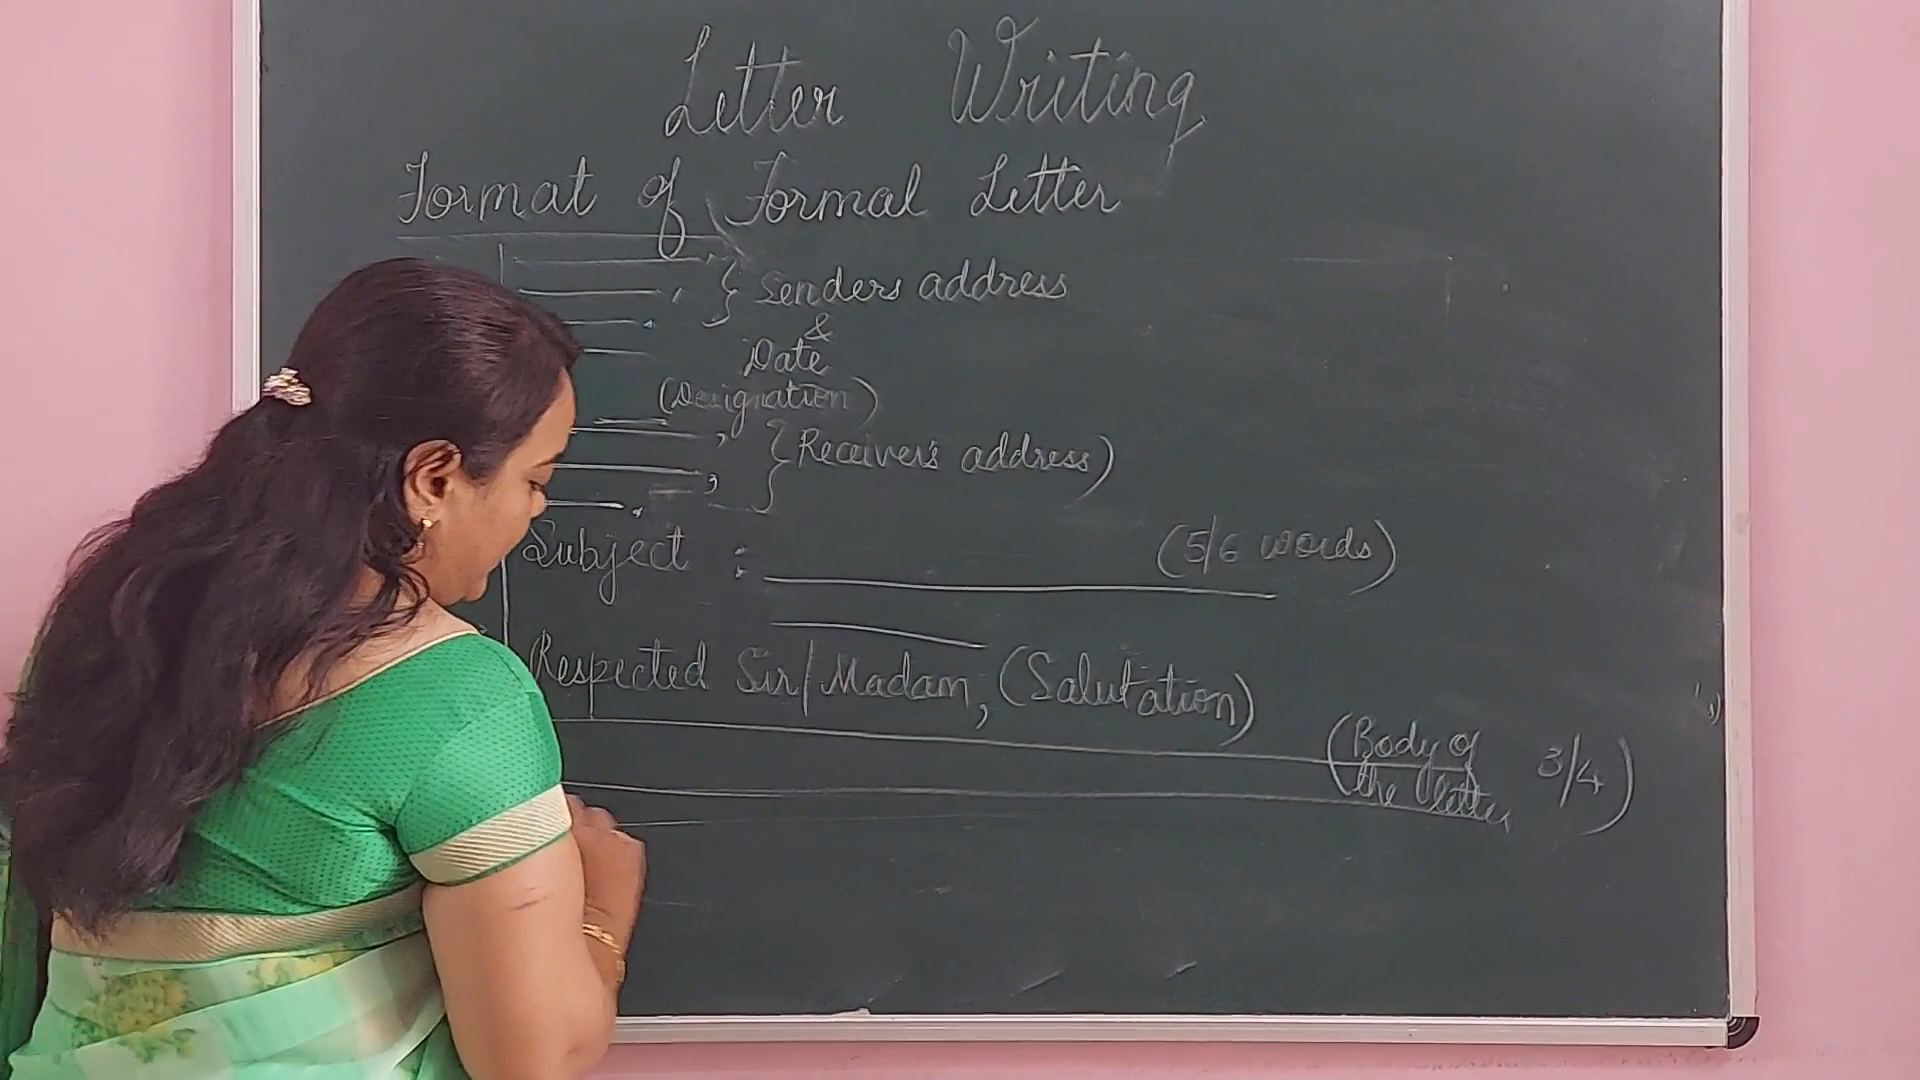 Letter Writing
Format of Formal Letter
Senders address
&
Date
(Designation)
Receiver's address)
Subject : (5/6 words)
Respected Sir/Madam, (Salutation)
(Body of 3/4)
the letter